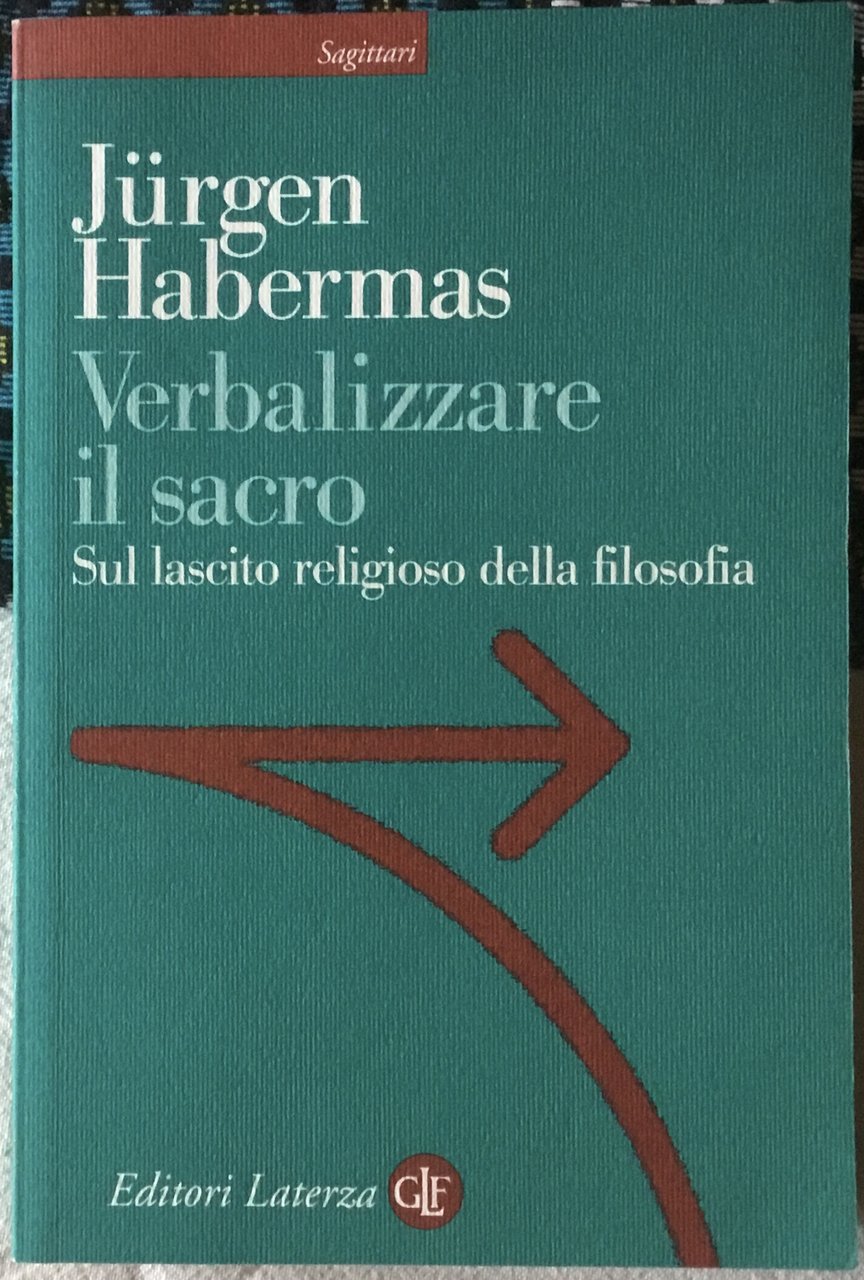 Sagittari
Jürgen
Habermas
Verbalizzare
il sacro
Sul lascito religioso della filosofia
Editori Laterza GLF